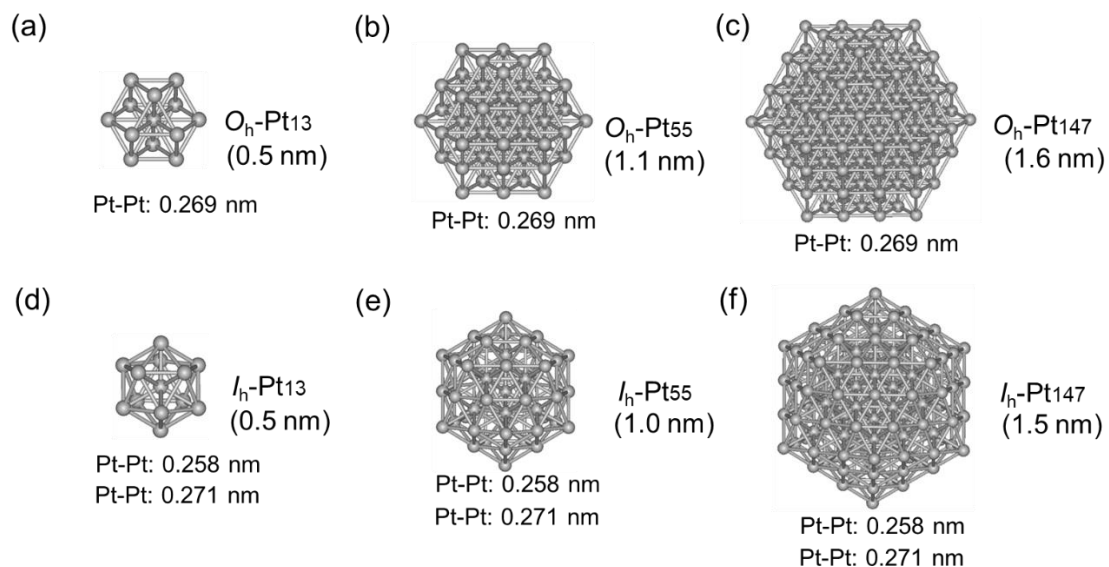 (a)
Oh-Pt13
(0.5 nm)
Pt-Pt: 0.269 nm
(b)
Oh-Pt55
(1.1 nm)
Pt-Pt: 0.269 nm
(c)
Oh-Pt147
(1.6 nm)
Pt-Pt: 0.269 nm
(d)
Ih-Pt13
(0.5 nm)
Pt-Pt: 0.258 nm
Pt-Pt: 0.271 nm
(e)
Ih-Pt55
(1.0 nm)
Pt-Pt: 0.258 nm
Pt-Pt: 0.271 nm
(f)
Ih-Pt147
(1.5 nm)
Pt-Pt: 0.258 nm
Pt-Pt: 0.271 nm